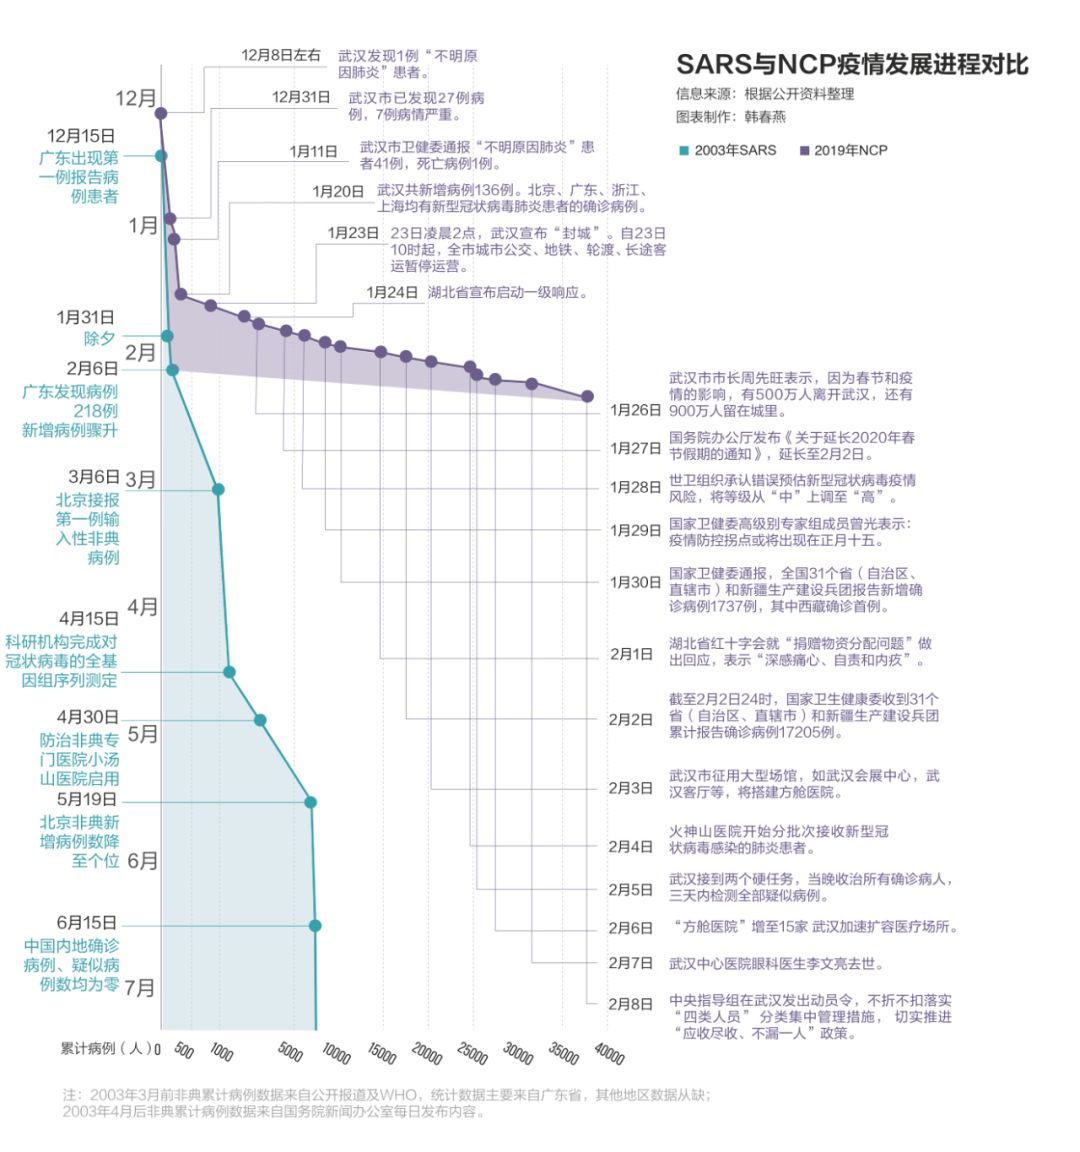 SARS与NCP疫情发展进程对比
信息来源：根据公开资料整理
图表制作：韩春燕
2003年SARS
2019年NCP
12月8日左右
武汉发现1例“不明原
因肺炎”患者。
12月31日
武汉市已发现27例病
例，7例病情严重。
1月11日
武汉市卫健委通报“不明原因肺炎”患
者41例，死亡病例1例。
1月20日
武汉共新增病例136例。北京、广东、浙江、
上海均有新型冠状病毒肺炎患者的确诊病例。
1月23日
23日凌晨2点，武汉宣布“封城”。自23日
10时起，全市城市公交、地铁、轮渡、长途客
运暂停运营。
1月24日
湖北省宣布启动一级响应。
12月
12月15日
广东出现第
一例报告病
例患者
1月
1月31日
除夕
2月
2月6日
广东发现病例
218例
新增病例骤升
3月6日
3月
北京接报
第一例输
入性非典
病例
4月
4月15日
科研机构完成对
冠状病毒的全基
因组序列测定
4月30日
5月
防治非典专
门医院小汤
山医院启用
5月19日
北京非典新
增病例数降
至个位
6月
6月15日
中国内地确诊
病例、疑似病
例数均为零
7月
武汉市市长周先旺表示，因为春节和疫
情的影响，有500万人离开武汉，还有
900万人留在城里。
1月26日
国务院办公厅发布《关于延长2020年春
节假期的通知》，延长至2月2日。
1月27日
世卫组织承认错误预估新型冠状病毒疫情
风险，将等级从“中”上调至“高”。
1月28日
国家卫健委高级别专家组成员曾光表示：
疫情防控拐点或将出现在正月十五。
1月29日
国家卫健委通报，全国31个省（自治区、
直辖市）和新疆生产建设兵团报告新增确
诊病例1737例，其中西藏确诊首例。
1月30日
湖北省红十字会就“捐赠物资分配问题”做
出回应，表示“深感痛心、自责和内疚”。
2月1日
截至2月2日24时，国家卫生健康委收到31个
省（自治区、直辖市）和新疆生产建设兵团
累计报告确诊病例17205例。
2月2日
武汉市征用大型场馆，如武汉会展中心，武
汉客厅等，将搭建方舱医院。
2月3日
火神山医院开始分批次接收新型冠
状病毒感染的肺炎患者。
2月4日
武汉接到两个硬任务，当晚收治所有确诊病人，
三天内检测全部疑似病例。
2月5日
2月6日
“方舱医院”增至15家 武汉加速扩容医疗场所。
2月7日
武汉中心医院眼科医生李文亮去世。
2月8日
中央指导组在武汉发出动员令，不折不扣落实
“四类人员” 分类集中管理措施， 切实推进
“应收尽收、不漏一人”政策。
累计病例（人）0 500 1000 5000 10000 15000 20000 25000 30000 35000 40000
注：2003年3月前非典累计病例数据来自公开报道及WHO，统计数据主要来自广东省，其他地区数据从缺；
2003年4月后非典累计病例数据来自国务院新闻办公室每日发布内容。